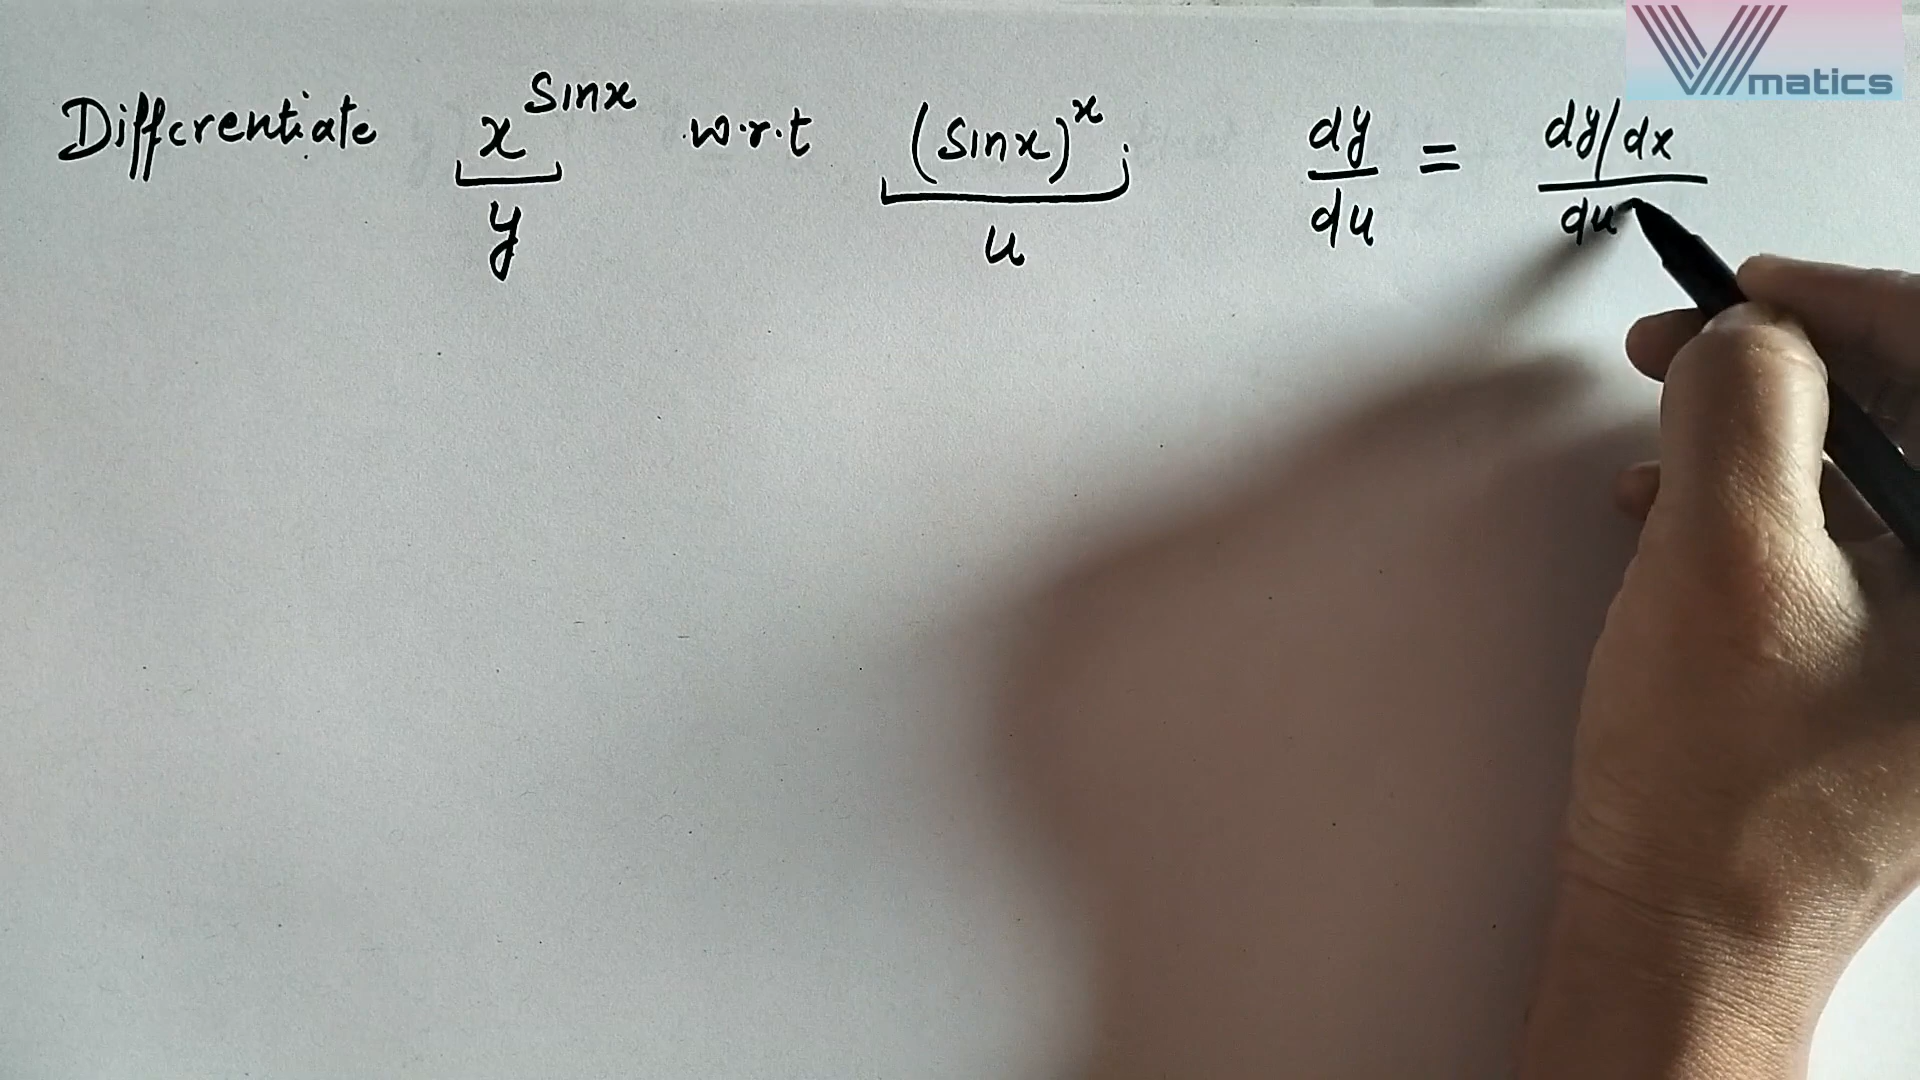 Differentiate x^Sinx w.r.t (Sinx)^x; dy/du = dy/dx / du
y u
Vmatics